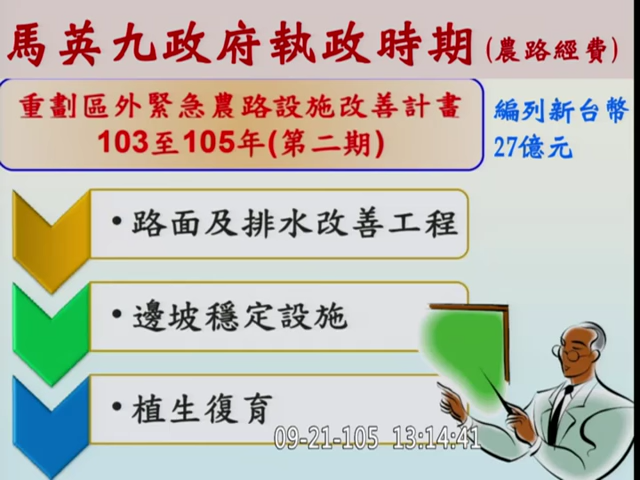 馬英九政府執政時期(農路經費)
重劃區外緊急農路設施改善計畫
103至105年(第二期)
編列新台幣
27億元
•路面及排水改善工程
•邊坡穩定設施
•植生復育
09-21-105 13:14:41